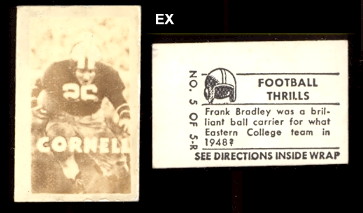 EX
26
CORNELL
NO. 5 OF 5-R
FOOTBALL
THRILLS
Frank Bradley was a bril-
liant ball carrier for what
Eastern College team in
1948?
SEE DIRECTIONS INSIDE WRAP